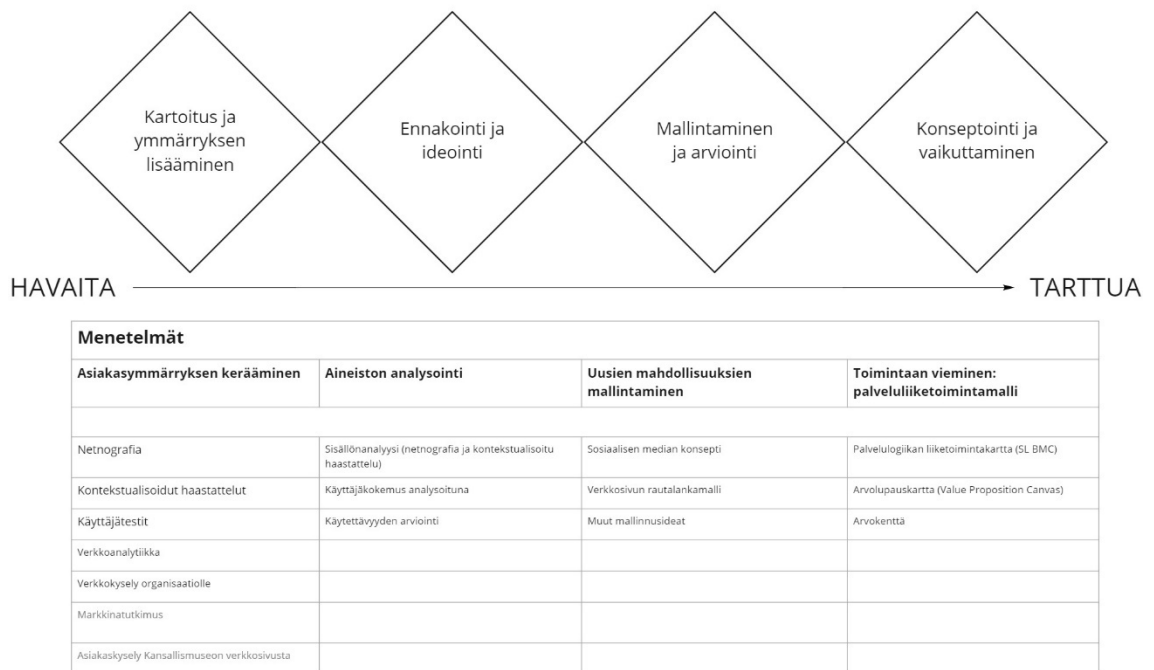 Kartoitus ja
ymmärryksen
lisääminen
Ennakointi ja
ideointi
Mallintaminen
ja arviointi
Konseptointi ja
vaikuttaminen
HAVAITA
TARTTUA
Menetelmät
Asiakasymmärryksen kerääminen
Aineiston analysointi
Uusien mahdollisuuksien
mallintaminen
Toimintaan vieminen:
palveluliiketoimintamalli
Netnografia
Sisällönanalyysi (netnografia ja kontekstualisoitu
haastattelu)
Sosiaalisen median konsepti
Palvelulogiikan liiketoimintakartta (SL BMC)
Kontekstualisoidut haastattelut
Käyttäjäkokemus analysoituna
Verkkosivun rautalankamalli
Arvolupauskartta (Value Proposition Canvas)
Käyttäjätestit
Käytettävyyden arviointi
Muut mallinnusideat
Arvokenttä
Verkkoanalytiikka
Verkkokysely organisaatiolle
Markkinatutkimus
Asiakaskysely Kansallismuseon verkkosivusta